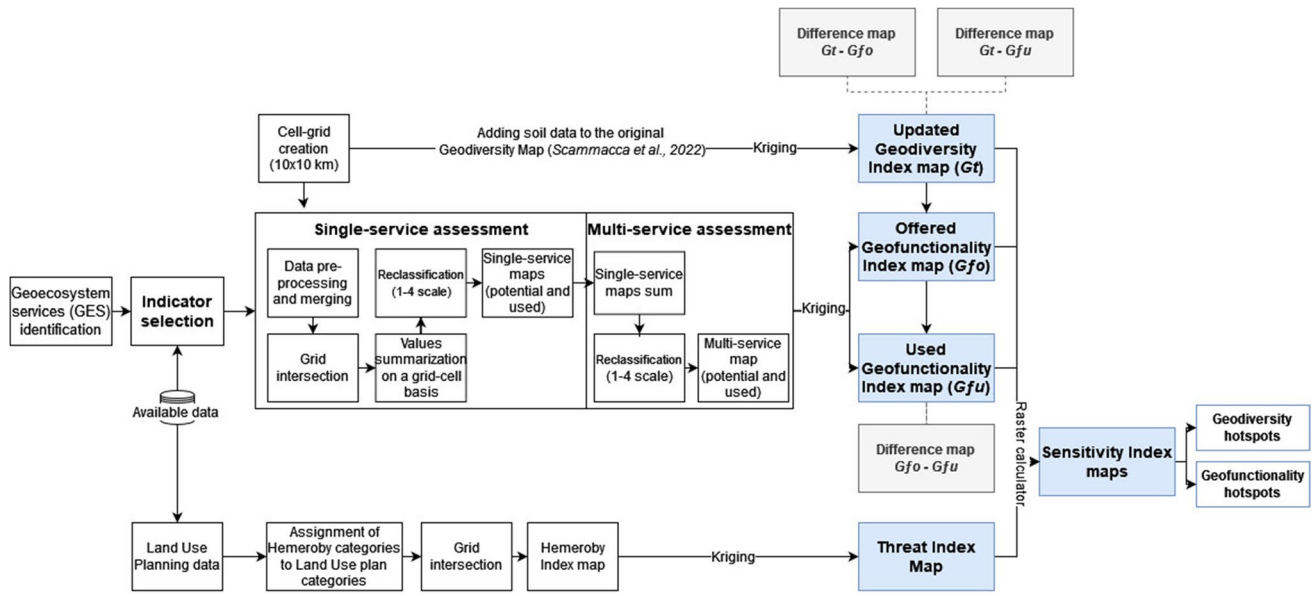 Difference map
Gt - Gfo
Difference map
Gt - Gfu
Cell-grid
creation
(10x10 km)
Adding soil data to the original
Geodiversity Map (Scammacca et al., 2022)
Kriging
Updated
Geodiversity
Index map (Gt)
Single-service assessment
Multi-service assessment
Data pre-
processing
and merging
Reclassification
(1-4 scale)
Single-service
maps
(potential and
used)
Single-service
maps sum
Grid
intersection
Values
summarization
on a grid-cell
basis
Reclassification
(1-4 scale)
Multi-service
map
(potential and
used)
Geoecosystem
services (GES)
identification
Indicator
selection
Available data
Kriging
Offered
Geofunctionality
Index map (Gfo)
Used
Geofunctionality
Index map (Gfu)
Difference map
Gfo - Gfu
Raster calculator
Sensitivity Index
maps
Geodiversity
hotspots
Geofunctionality
hotspots
Land Use
Planning data
Assignment of
Hemeroby categories
to Land Use plan
categories
Grid
intersection
Hemeroby
Index map
Kriging
Threat Index
Map